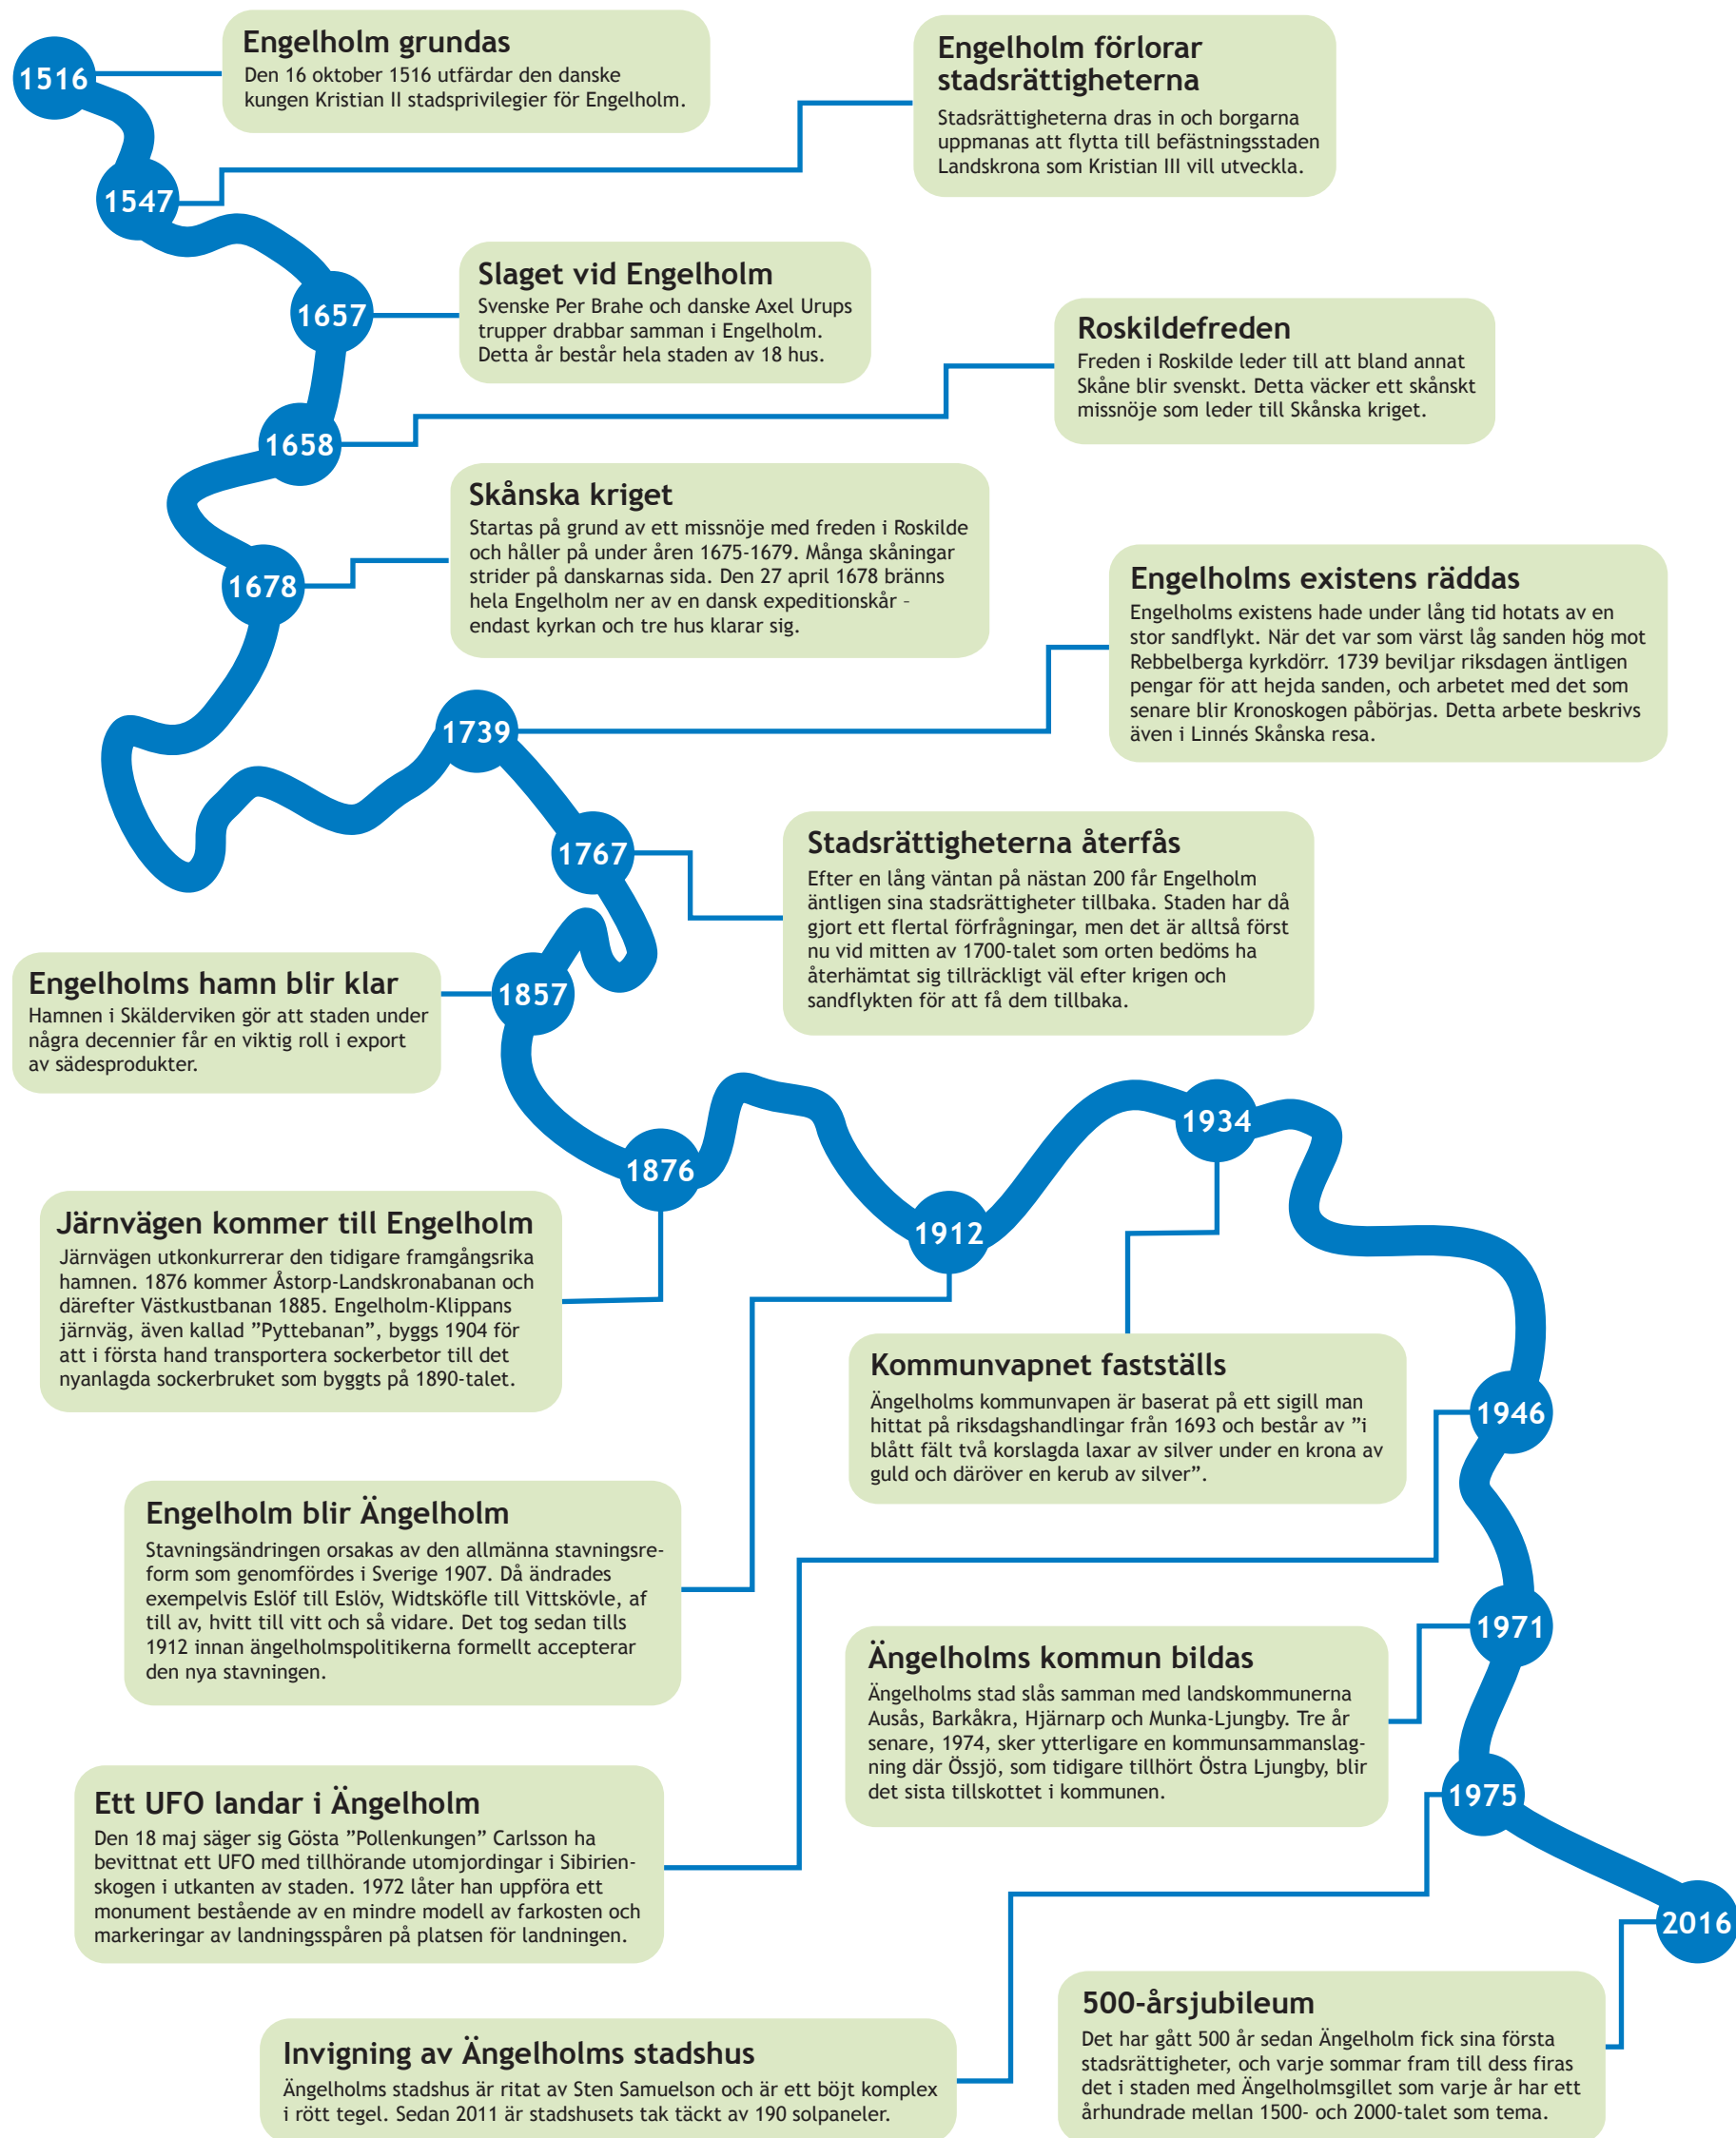 1516
Engelholm grundas
Den 16 oktober 1516 utfärdar den danske
kungen Kristian II stadsprivilegier för Engelholm.
1547
Engelholm förlorar
stadsrättigheterna
Stadsrättigheterna dras in och borgarna
uppmanas att flytta till befästningsstaden
Landskrona som Kristian III vill utveckla.
1657
Slaget vid Engelholm
Svenske Per Brahe och danske Axel Urups
trupper drabbar samman i Engelholm.
Detta år består hela staden av 18 hus.
1658
Roskildefreden
Freden i Roskilde leder till att bland annat
Skåne blir svenskt. Detta väcker ett skånskt
missnöje som leder till Skånska kriget.
1678
Skånska kriget
Startas på grund av ett missnöje med freden i Roskilde
och håller på under åren 1675-1679. Många skåningar
strider på danskarnas sida. Den 27 april 1678 bränns
hela Engelholm ner av en dansk expeditionskår –
endast kyrkan och tre hus klarar sig.
1739
Engelholms existens räddas
Engelholms existens hade under lång tid hotats av en
stor sandflykt. När det var som värst låg sanden hög mot
Rebbelberga kyrkdörr. 1739 beviljar riksdagen äntligen
pengar för att hejda sanden, och arbetet med det som
senare blir Kronoskogen påbörjas. Detta arbete beskrivs
även i Linnés Skånska resa.
1767
Stadsrättigheterna återfås
Efter en lång väntan på nästan 200 får Engelholm
äntligen sina stadsrättigheter tillbaka. Staden har då
gjort ett flertal förfrågningar, men det är alltså först
nu vid mitten av 1700-talet som orten bedöms ha
återhämtat sig tillräckligt väl efter krigen och
sandflykten för att få dem tillbaka.
1857
Engelholms hamn blir klar
Hamnen i Skälderviken gör att staden under
några decennier får en viktig roll i export
av sädesprodukter.
1876
Järnvägen kommer till Engelholm
Järnvägen utkonkurrerar den tidigare framgångsrika
hamnen. 1876 kommer Åstorp-Landskronabanan och
därefter Västkustbanan 1885. Engelholm-Klippans
järnväg, även kallad ”Pyttebanan”, byggs 1904 för
att i första hand transportera sockerbetor till det
nyanlagda sockerbruket som byggts på 1890-talet.
1912
Engelholm blir Ängelholm
Stavningsändringen orsakas av den allmänna stavningsre-
form som genomfördes i Sverige 1907. Då ändrades
exempelvis Eslöf till Eslöv, Widtsköfle till Vittskövle, af
till av, hvitt till vitt och så vidare. Det tog sedan tills
1912 innan ängelholmspolitikerna formellt accepterar
den nya stavningen.
1934
Kommunvapnet fastställs
Ängelholms kommunvapen är baserat på ett sigill man
hittat på riksdagshandlingar från 1693 och består av ”i
blått fält två korslagda laxar av silver under en krona av
guld och däröver en kerub av silver”.
1946
Ett UFO landar i Ängelholm
Den 18 maj säger sig Gösta ”Pollenkungen” Carlsson ha
bevittnat ett UFO med tillhörande utomjordingar i Sibirien-
skogen i utkanten av staden. 1972 låter han uppföra ett
monument bestående av en mindre modell av farkosten och
markeringar av landningsspåren på platsen för landningen.
1971
Ängelholms kommun bildas
Ängelholms stad slås samman med landskommunerna
Ausås, Barkåkra, Hjärnarp och Munka-Ljungby. Tre år
senare, 1974, sker ytterligare en kommunsammanslag-
ning där Össjö, som tidigare tillhört Östra Ljungby, blir
det sista tillskottet i kommunen.
1975
Invigning av Ängelholms stadshus
Ängelholms stadshus är ritat av Sten Samuelson och är ett böjt komplex
i rött tegel. Sedan 2011 är stadshusets tak täckt av 190 solpaneler.
2016
500-årsjubileum
Det har gått 500 år sedan Ängelholm fick sina första
stadsrättigheter, och varje sommar fram till dess firas
det i staden med Ängelholmsgillet som varje år har ett
århundrade mellan 1500- och 2000-talet som tema.